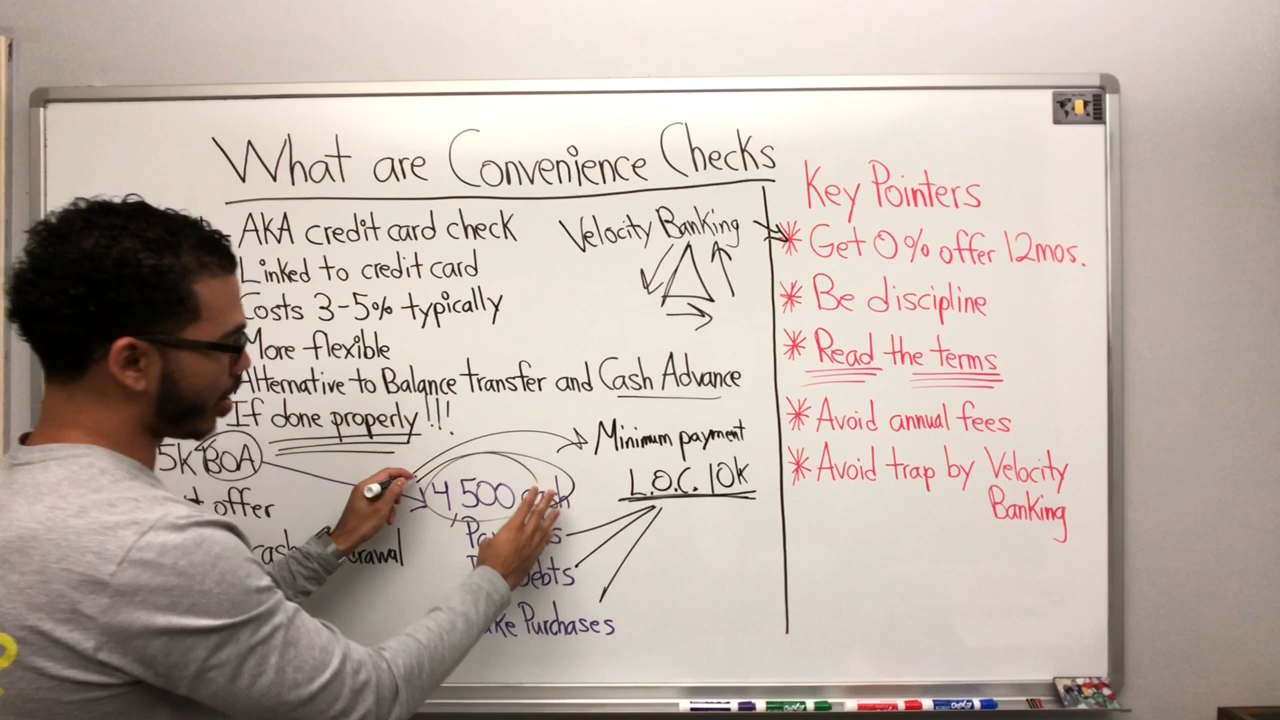 What are Convenience Checks
AKA credit card check
Linked to credit card
Costs 3-5% typically
More flexible
Alternative to Balance transfer and Cash Advance
If done properly!!!
5K BOA
offer
cash
4,500 cash
Debts
Purchases
Velocity Banking
Minimum payment
L.O.C. 10k
Key Pointers
* Get 0% offer 12mos.
* Be discipline
* Read the terms
* Avoid annual fees
* Avoid trap by Velocity
Banking
EXPO